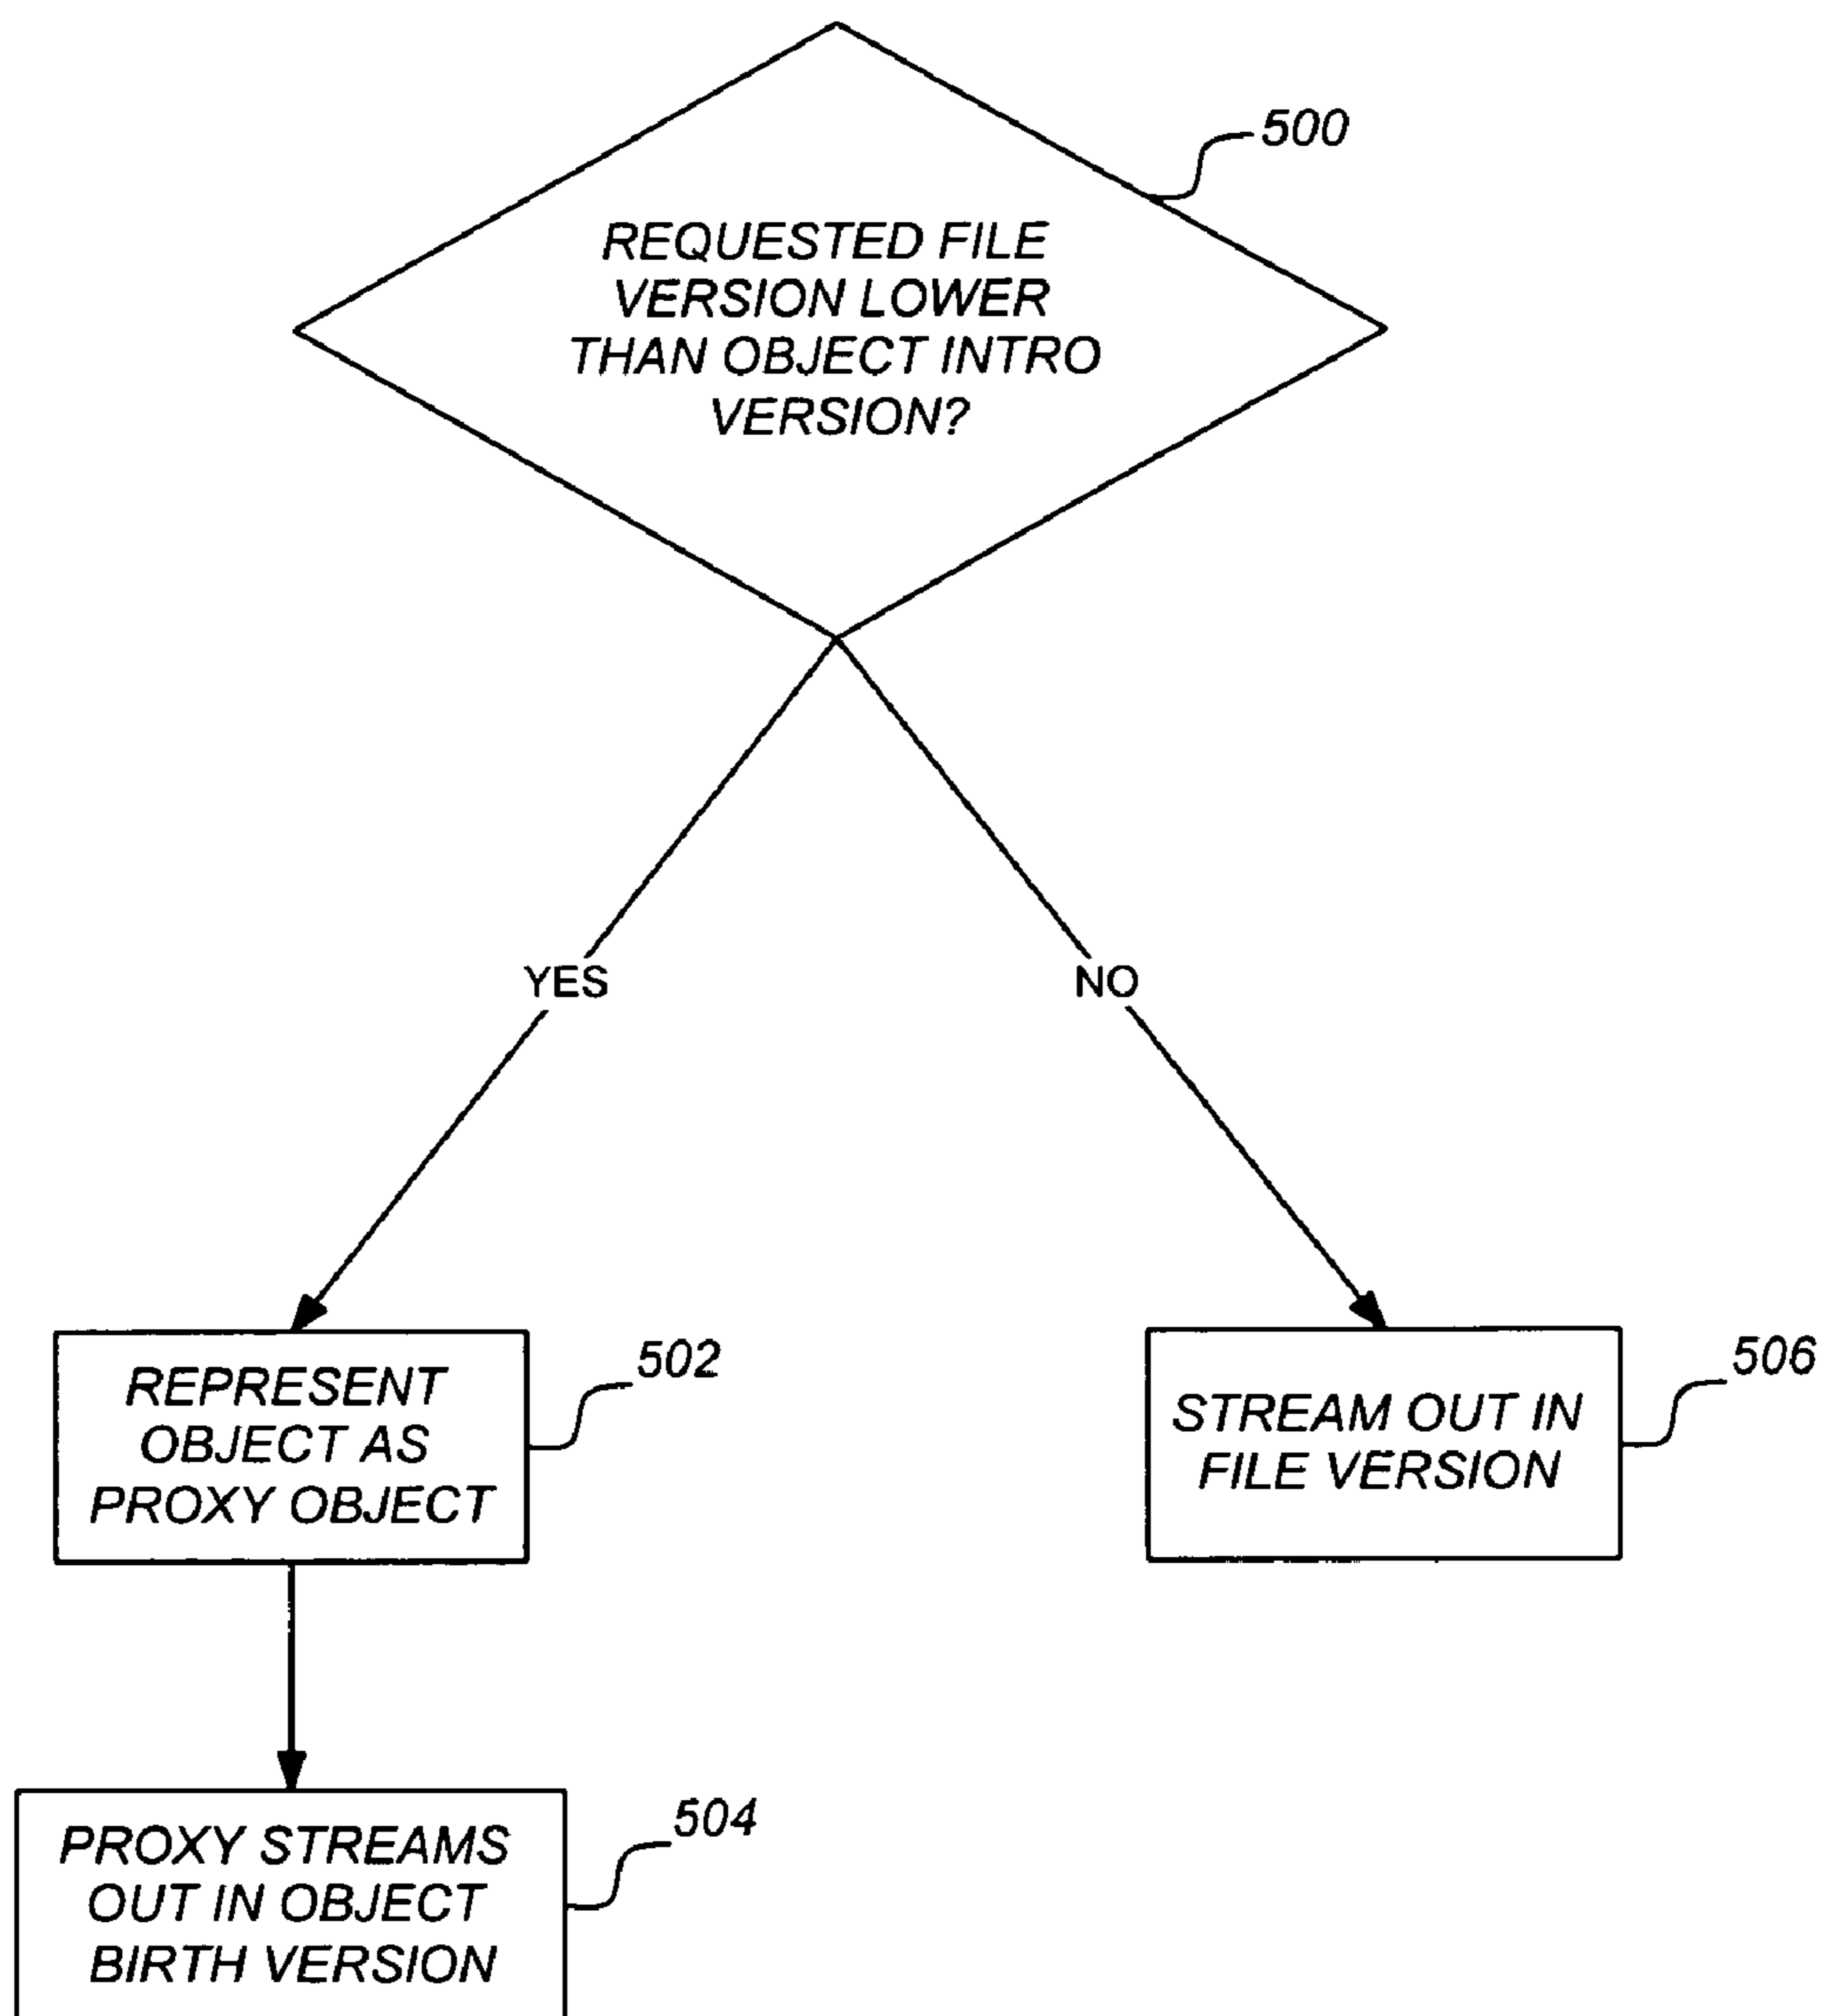 500
REQUESTED FILE
VERSION LOWER
THAN OBJECT INTRO
VERSION?
YES
NO
REPRESENT
OBJECT AS
PROXY OBJECT
502
STREAM OUT IN
FILE VERSION
506
PROXY STREAMS
OUT IN OBJECT
BIRTH VERSION
504